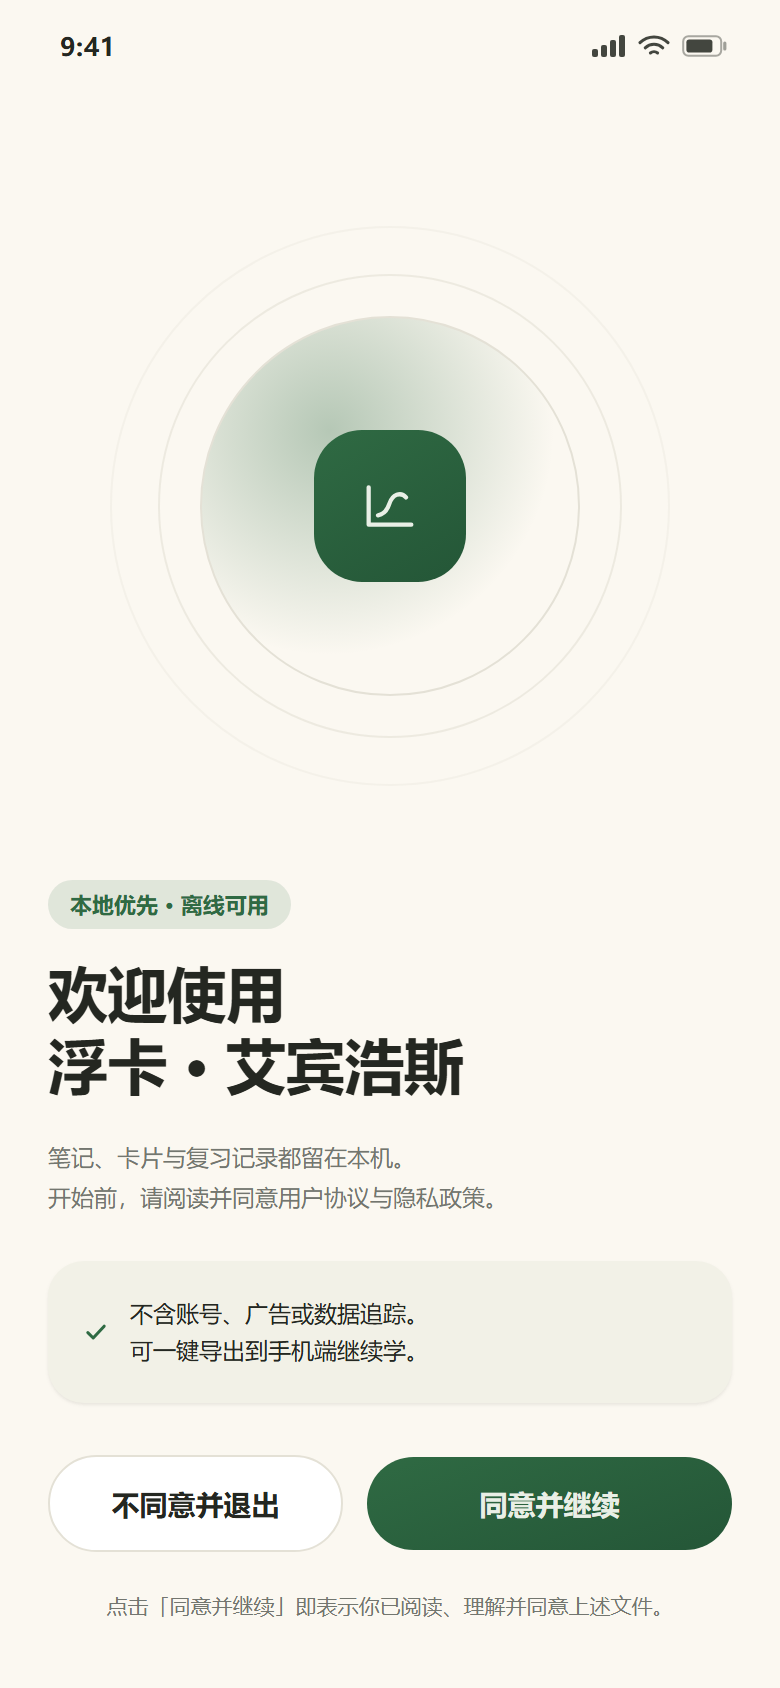 9:41
本地优先·离线可用
欢迎使用
浮卡·艾宾浩斯
笔记、卡片与复习记录都留在本机。
开始前，请阅读并同意用户协议与隐私政策。
不含账号、广告或数据追踪。
可一键导出到手机端继续学。
不同意并退出
同意并继续
点击「同意并继续」即表示你已阅读、理解并同意上述文件。